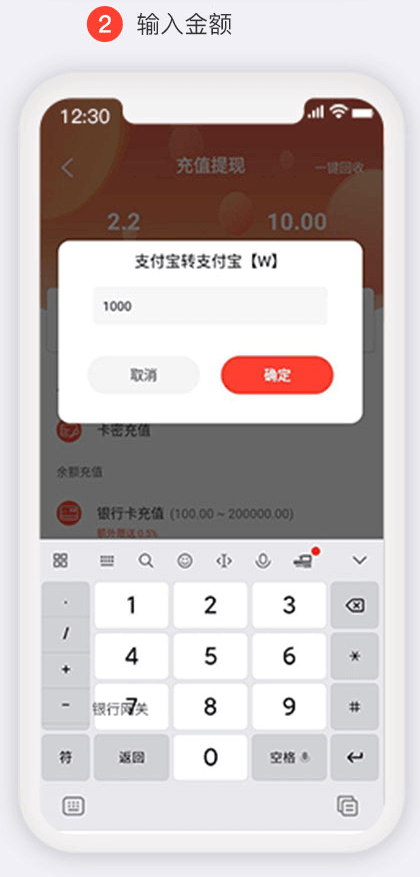 2 输入金额
12:30
充值提现 一键回收
2.2 10.00
支付宝转支付宝【W】
1000
取消 确定
卡密充值
余额充值
银行卡充值 (100.00 ~ 200000.00)
额外赠送 0.5%
· 1 2 3
/
4 5 6 *
+
- 7 8 9 #
银行网关
符 返回 0 空格